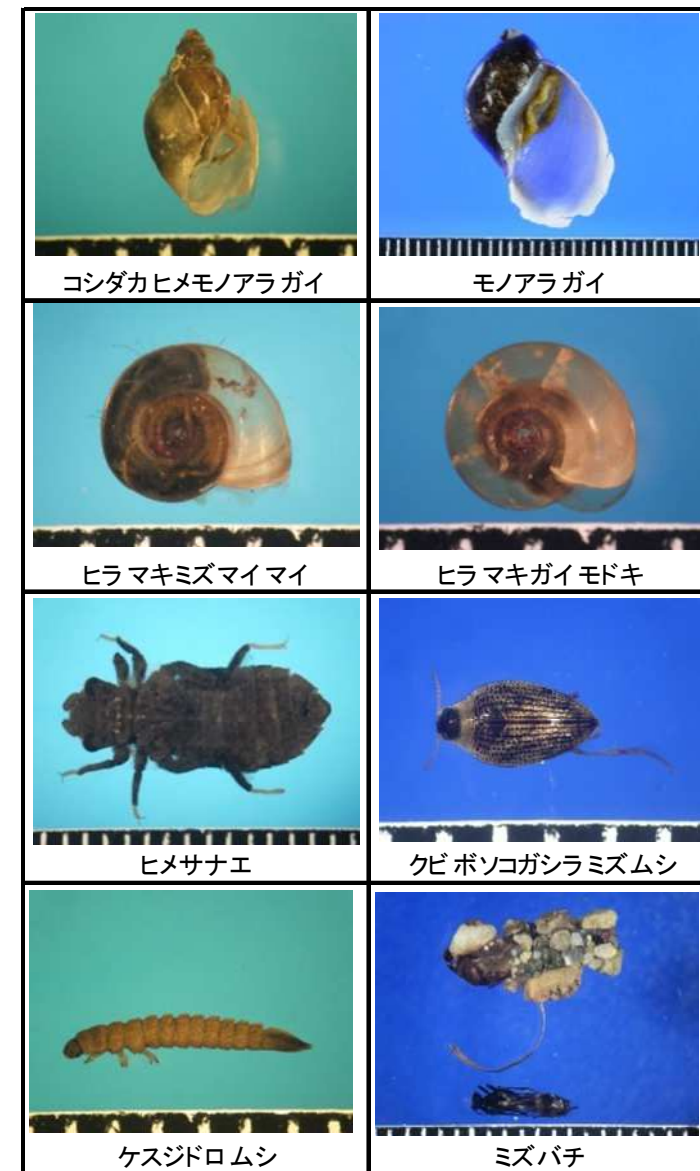 コシダカヒメモノアラガイ
モノアラガイ
ヒラマキミズマイマイ
ヒラマキガイモドキ
ヒメサナエ
クビボソコガシラミズムシ
ケスジドロムシ
ミズバチ